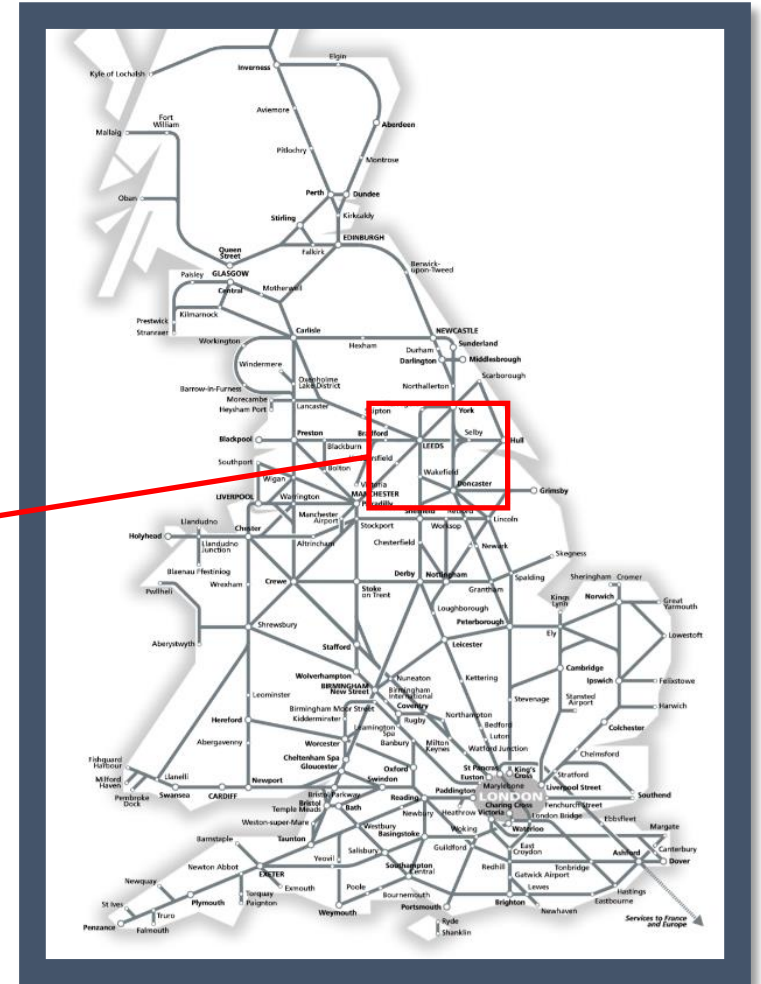 Elgin
Inverness
Kyle of Lochalsh
Aviemore
Fort
William
Mallaig
Aberdeen
Pitlochry
Montrose
Perth
Dundee
Oban
Stirling
Kirkcaldy
EDINBURGH
Queen
Street
Falkirk
Berwick-
upon-Tweed
Paisley
GLASGOW
Central
Motherwell
Prestwick
Kilmarnock
Stranraer
Carlisle
NEWCASTLE
Workington
Hexham
Sunderland
Durham
Darlington
Middlesbrough
Windermere
Scarborough
Oxenholme
Lake District
Northallerton
Barrow-in-Furness
Morecambe
Heysham Port
Lancaster
York
Preston
Bradford
Selby
Blackpool
Blackburn
LEEDS
Hull
Southport
Bolton
Wakefield
Wigan
Victoria
Doncaster
LIVERPOOL
Warrington
MANCHESTER
Piccadilly
Grimsby
Manchester
Airport
Stockport
Lincoln
Llandudno
Chester
Worksop
Holyhead
Llandudno
Junction
Altrincham
Chesterfield
Newark
Skegness
Blaenau Ffestiniog
Derby
Nottingham
Spalding
Sheringham
Cromer
Pwllheli
Wrexham
Crewe
Stoke
on Trent
Grantham
Kings
Lynn
Norwich
Great
Yarmouth
Loughborough
Shrewsbury
Peterborough
Aberystwyth
Stafford
Leicester
Ely
Lowestoft
Wolverhampton
Nuneaton
Kettering
Cambridge
BIRMINGHAM
New Street
Birmingham
International
Ipswich
Felixstowe
Leominster
Birmingham Moor Street
Coventry
Stevenage
Stansted
Airport
Harwich
Hereford
Kidderminster
Leamington
Spa
Rugby
Northampton
Bedford
Colchester
Abergavenny
Worcester
Banbury
Milton
Keynes
Luton
Watford Junction
Chelmsford
Fishguard
Harbour
Cheltenham Spa
Gloucester
Oxford
St Pancras
Euston
King's
Cross
Stratford
Milford
Haven
Llanelli
Newport
Swindon
Paddington
Marylebone
Liverpool Street
Pembroke
Dock
Swansea
CARDIFF
Bristol Parkway
Reading
LONDON
Southend
Bristol
Temple Meads
Bath
Newbury
Heathrow
Victoria
Charing Cross
Fenchurch Street
London Bridge
Ebbsfleet
Weston-super-Mare
Westbury
Basingstoke
Woking
Waterloo
Margate
Barnstaple
Taunton
Salisbury
Guildford
East
Croydon
Canterbury
Newton Abbot
Yeovil
Southampton
Central
Redhill
Tonbridge
Ashford
Dover
EXETER
Gatwick Airport
Newquay
Exmouth
Poole
Lewes
Hastings
St Ives
Plymouth
Torquay
Paignton
Bournemouth
Eastbourne
Truro
Weymouth
Portsmouth
Brighton
Newhaven
Penzance
Falmouth
Ryde
Shanklin
Services to France
and Europe